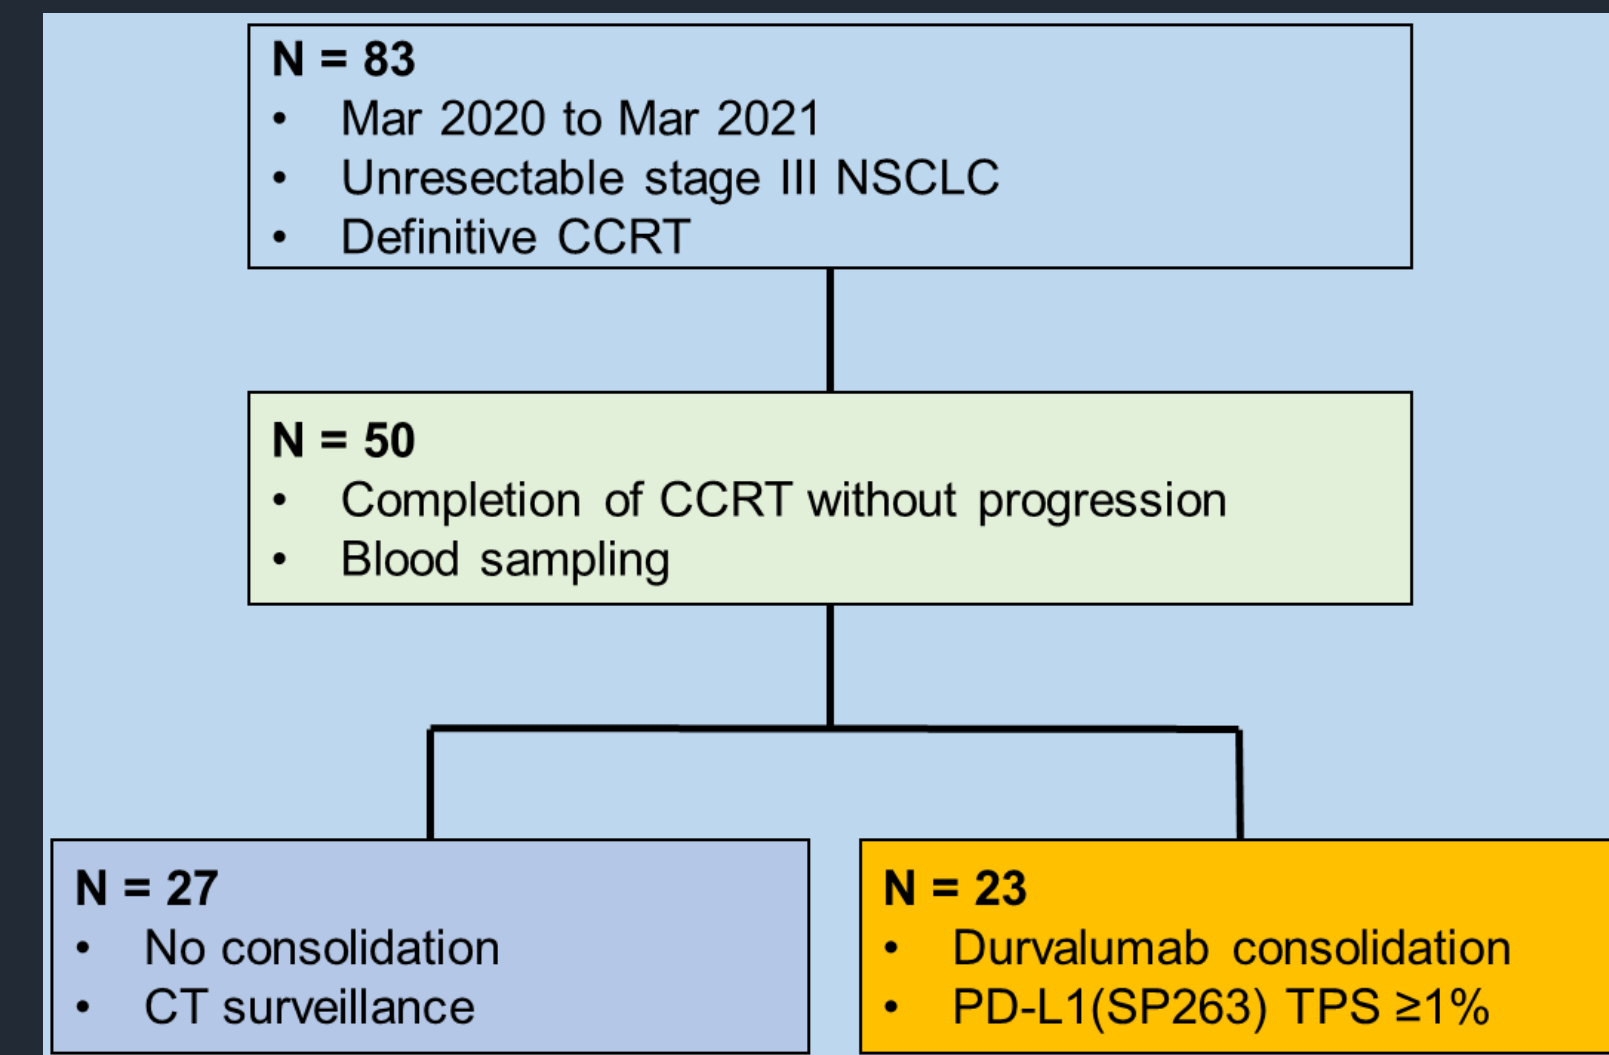 N = 83
• Mar 2020 to Mar 2021
• Unresectable stage III NSCLC
• Definitive CCRT
N = 50
• Completion of CCRT without progression
• Blood sampling
N = 27
• No consolidation
• CT surveillance
N = 23
• Durvalumab consolidation
• PD-L1(SP263) TPS ≥1%